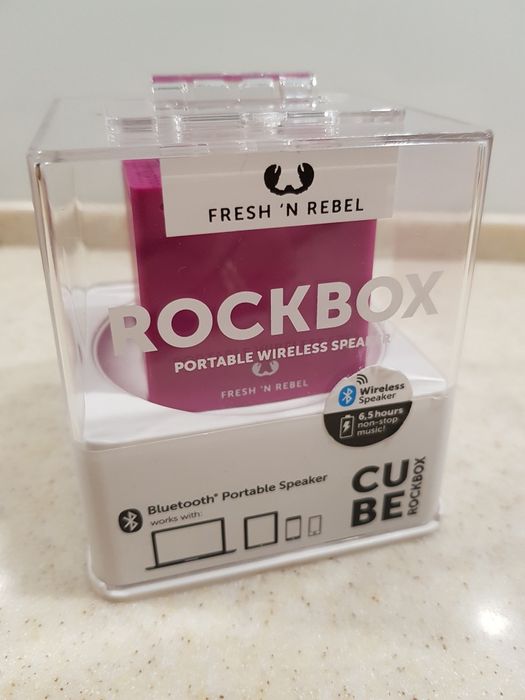 FRESH 'N REBEL
ROCKBOX
PORTABLE WIRELESS SPEAKER
FRESH 'N REBEL
Wireless
Speaker
6,5 hours
non-stop
music!
Bluetooth® Portable Speaker
works with:
CU
BE
ROCKBOX